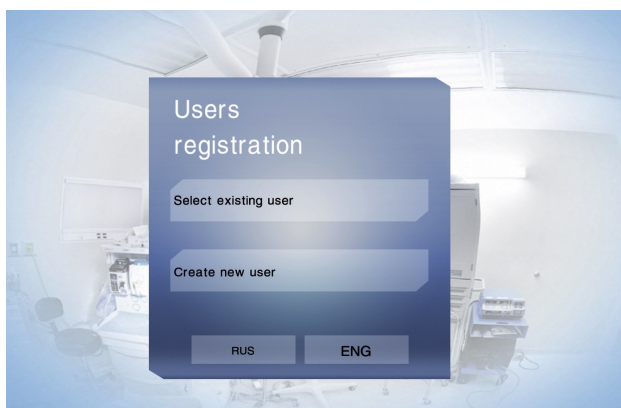 Users
registration
Select existing user
Create new user
RUS ENG